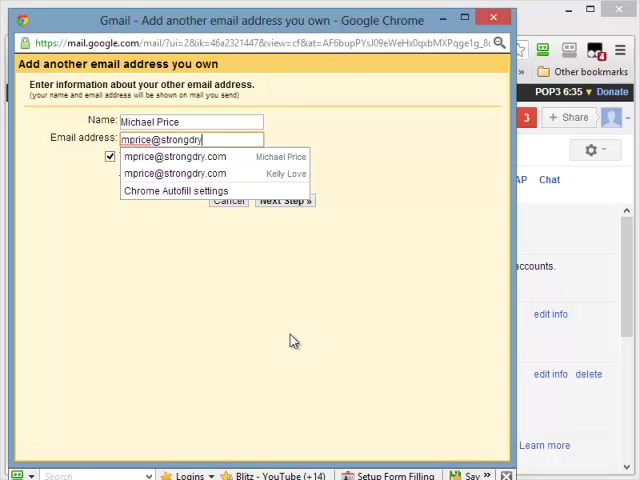 Gmail - Add another email address you own - Google Chrome
https://mail.google.com/mail/?ui=2&ik=46a2321447&view=cf&at=AF6bupPYsJ09eWHx0qxbMXPgge1g_8
Add another email address you own
Enter information about your other email address.
(your name and email address will be shown on mail you send)
Name: Michael Price
Email address: mprice@strongdry
mprice@strongdry.com Michael Price
mprice@strongdry.com Kelly Love
Chrome Autofill settings
Cancel Next Step »
Search Logins Blitz - YouTube (+14) Setup Form Filling Save »
» Other bookmarks
4
POP3 6:35 Donate
3 + Share
AP Chat
accounts.
edit info
edit info delete
Learn more